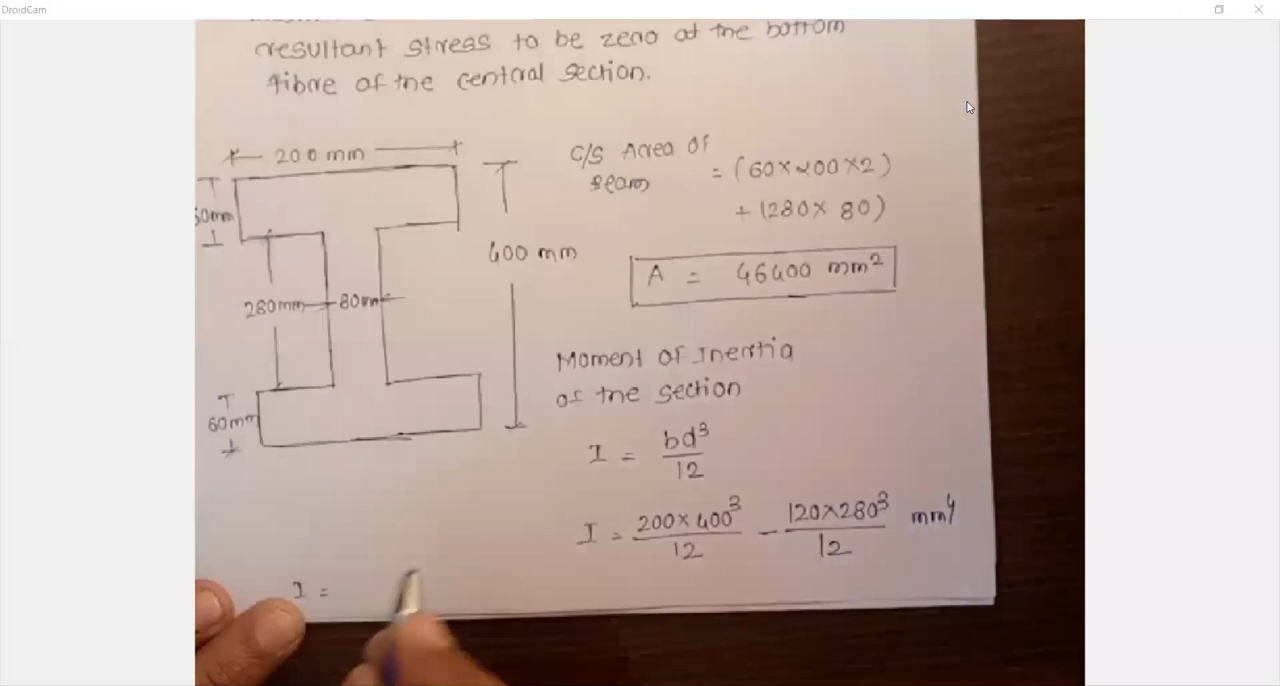 DroidCam
resultant stress to be zero at the bottom
fibre of the central section.
200 mm
C/S Area of
Beam
= (60×200×2)
+ (280× 80)
60mm
400 mm
A = 46400 mm²
280mm
80mm
Moment of Inertia
of the section
60mm
I = bd³/12
I = 200×400³/12 − 120×280³/12 mm⁴
I =